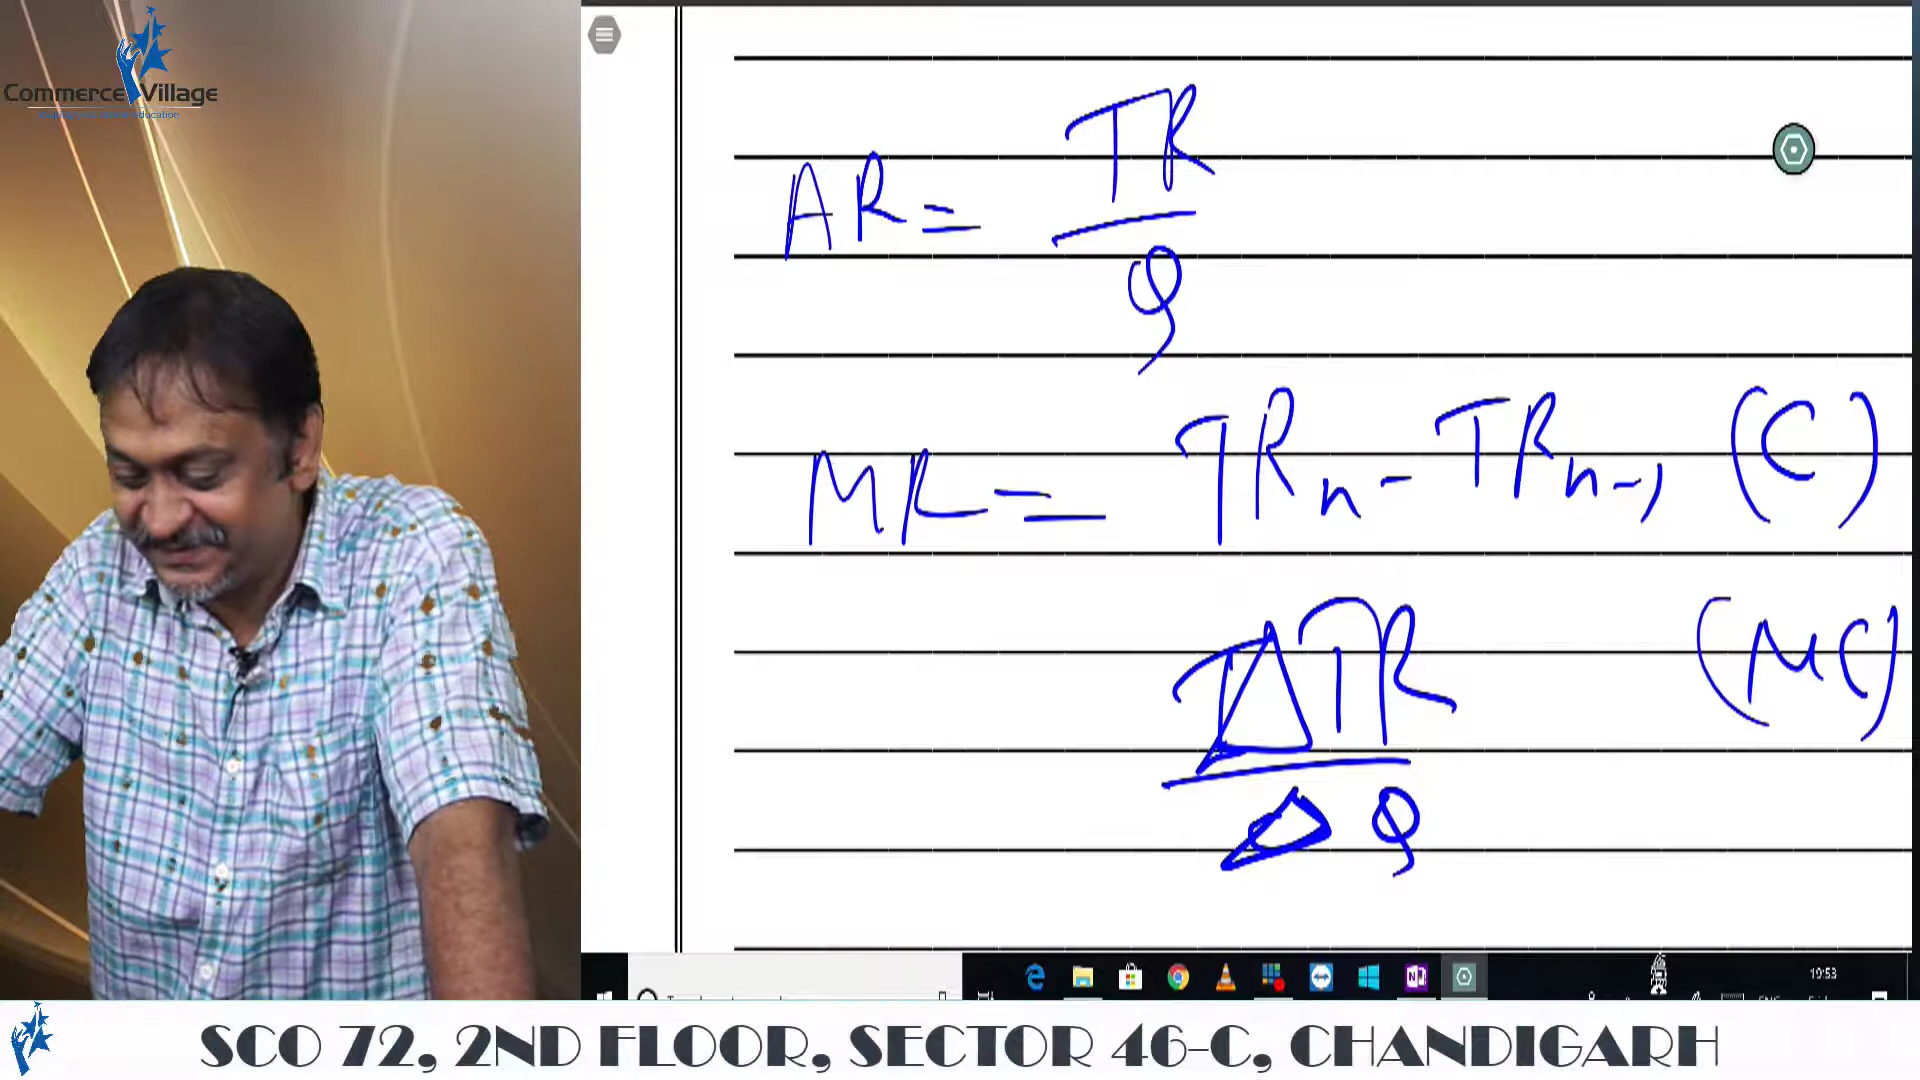 Commerce Village
AR = TR / Q
MR = TRn - TRn-1 (C)
ΔTR / ΔQ (MC)
19:53
SCO 72, 2ND FLOOR, SECTOR 46-C, CHANDIGARH